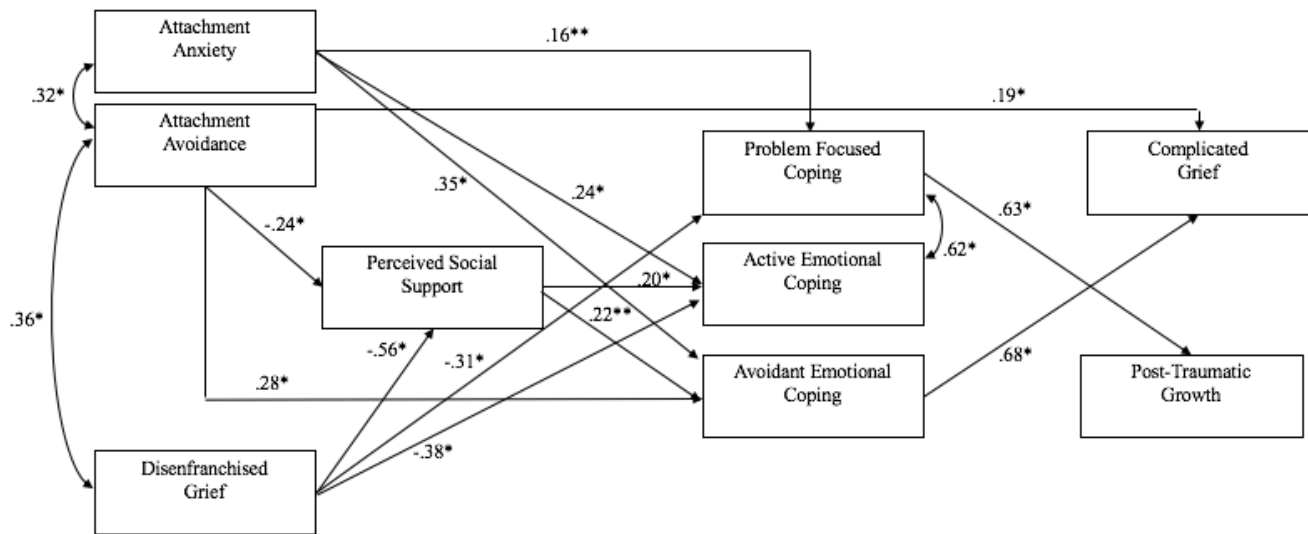 Attachment
Anxiety
.16**
.32*
Attachment
Avoidance
.19*
Problem Focused
Coping
Complicated
Grief
.35*
.24*
.63*
-.24*
Perceived Social
Support
Active Emotional
Coping
.62*
.20*
.22**
.36*
-.56*
-.31*
Avoidant Emotional
Coping
.68*
Post-Traumatic
Growth
.28*
-.38*
Disenfranchised
Grief